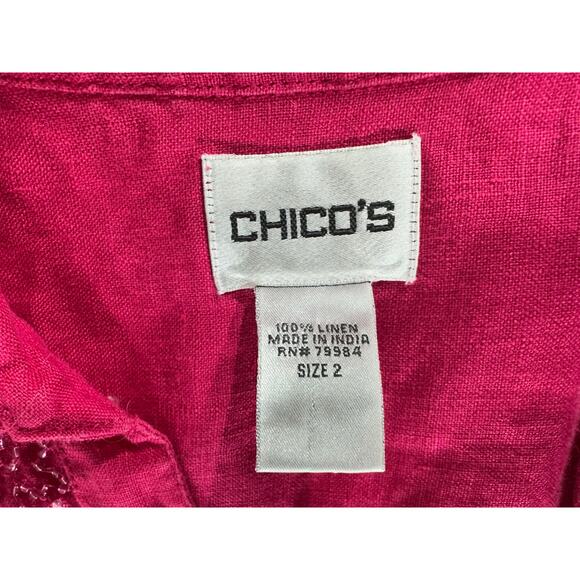 CHICO'S
100% LINEN
MADE IN INDIA
RN# 79984
SIZE 2